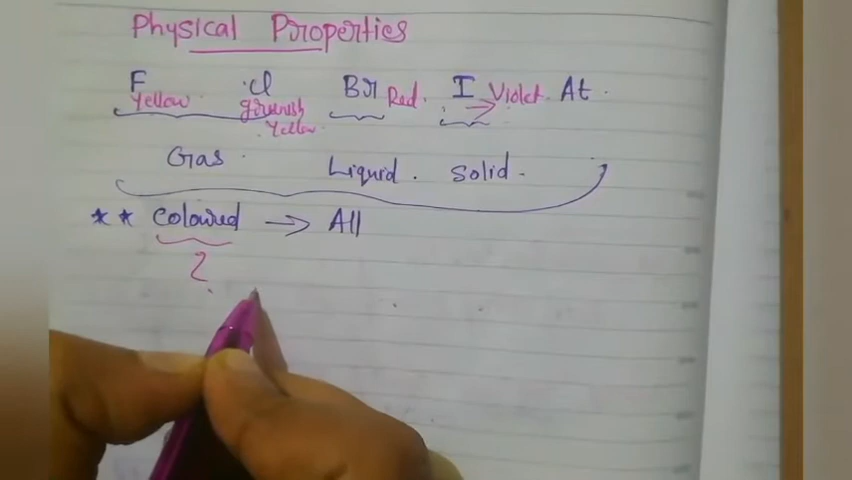 Physical Properties
F Cl Br Red. I Violet. At.
Yellow greenish
Yellow
Gas Liquid. Solid.
** Coloured → All
?